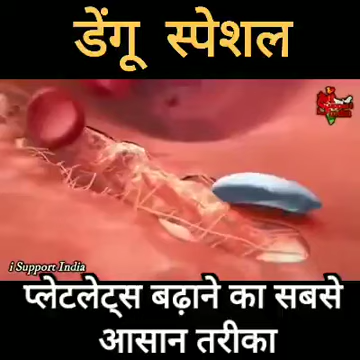 डेंगू स्पेशल
i Support India
प्लेटलेट्स बढ़ाने का सबसे
आसान तरीका